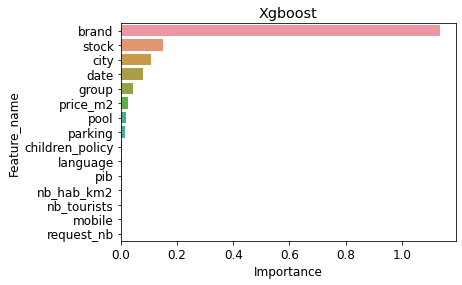 Xgboost
Feature_name
brand
stock
city
date
group
price_m2
pool
parking
children_policy
language
pib
nb_hab_km2
nb_tourists
mobile
request_nb
0.0 0.2 0.4 0.6 0.8 1.0
Importance